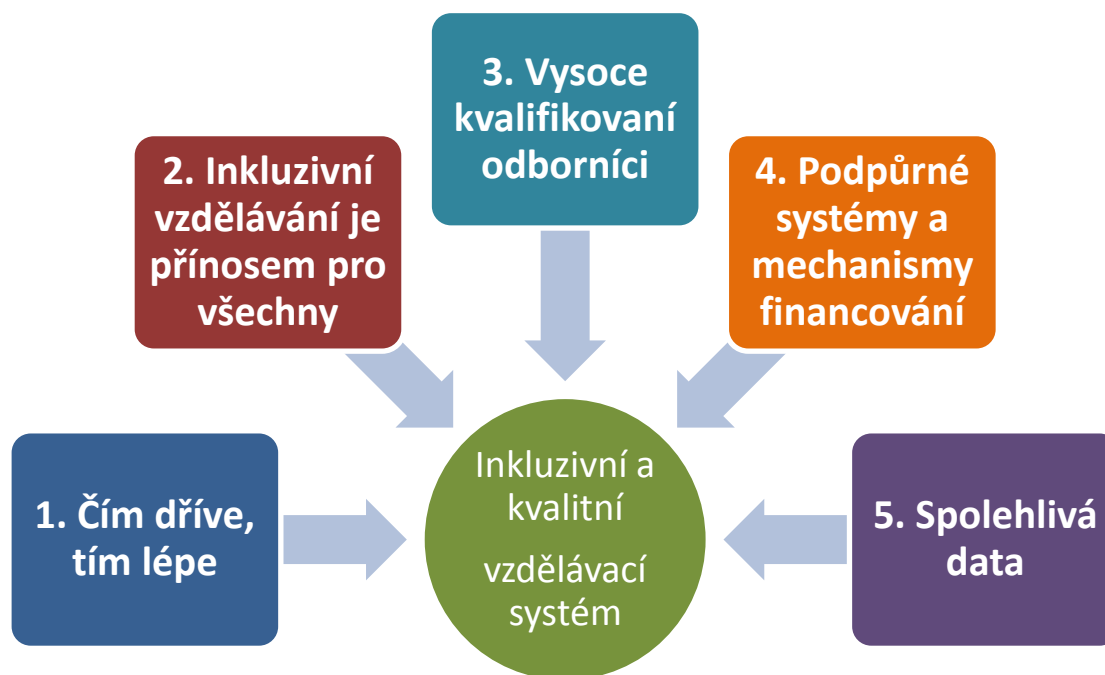 1. Čím dříve,
tím lépe
2. Inkluzivní
vzdělávání je
přínosem pro
všechny
3. Vysoce
kvalifikovaní
odborníci
4. Podpůrné
systémy a
mechanismy
financování
5. Spolehlivá
data
Inkluzivní a
kvalitní
vzdělávací
systém